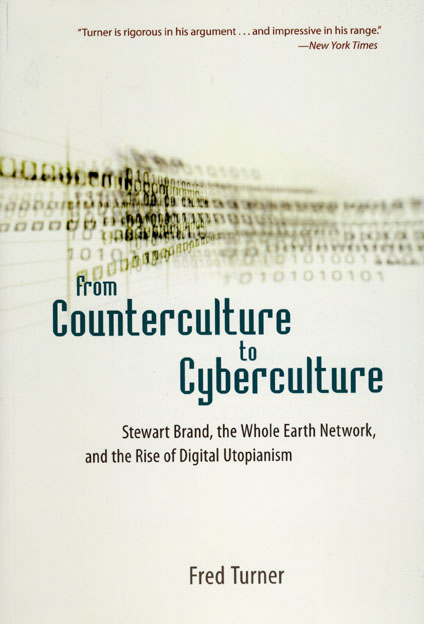 “Turner is rigorous in his argument . . . and impressive in his range.”
—New York Times
from
Counterculture
to
Cyberculture
Stewart Brand, the Whole Earth Network,
and the Rise of Digital Utopianism
Fred Turner